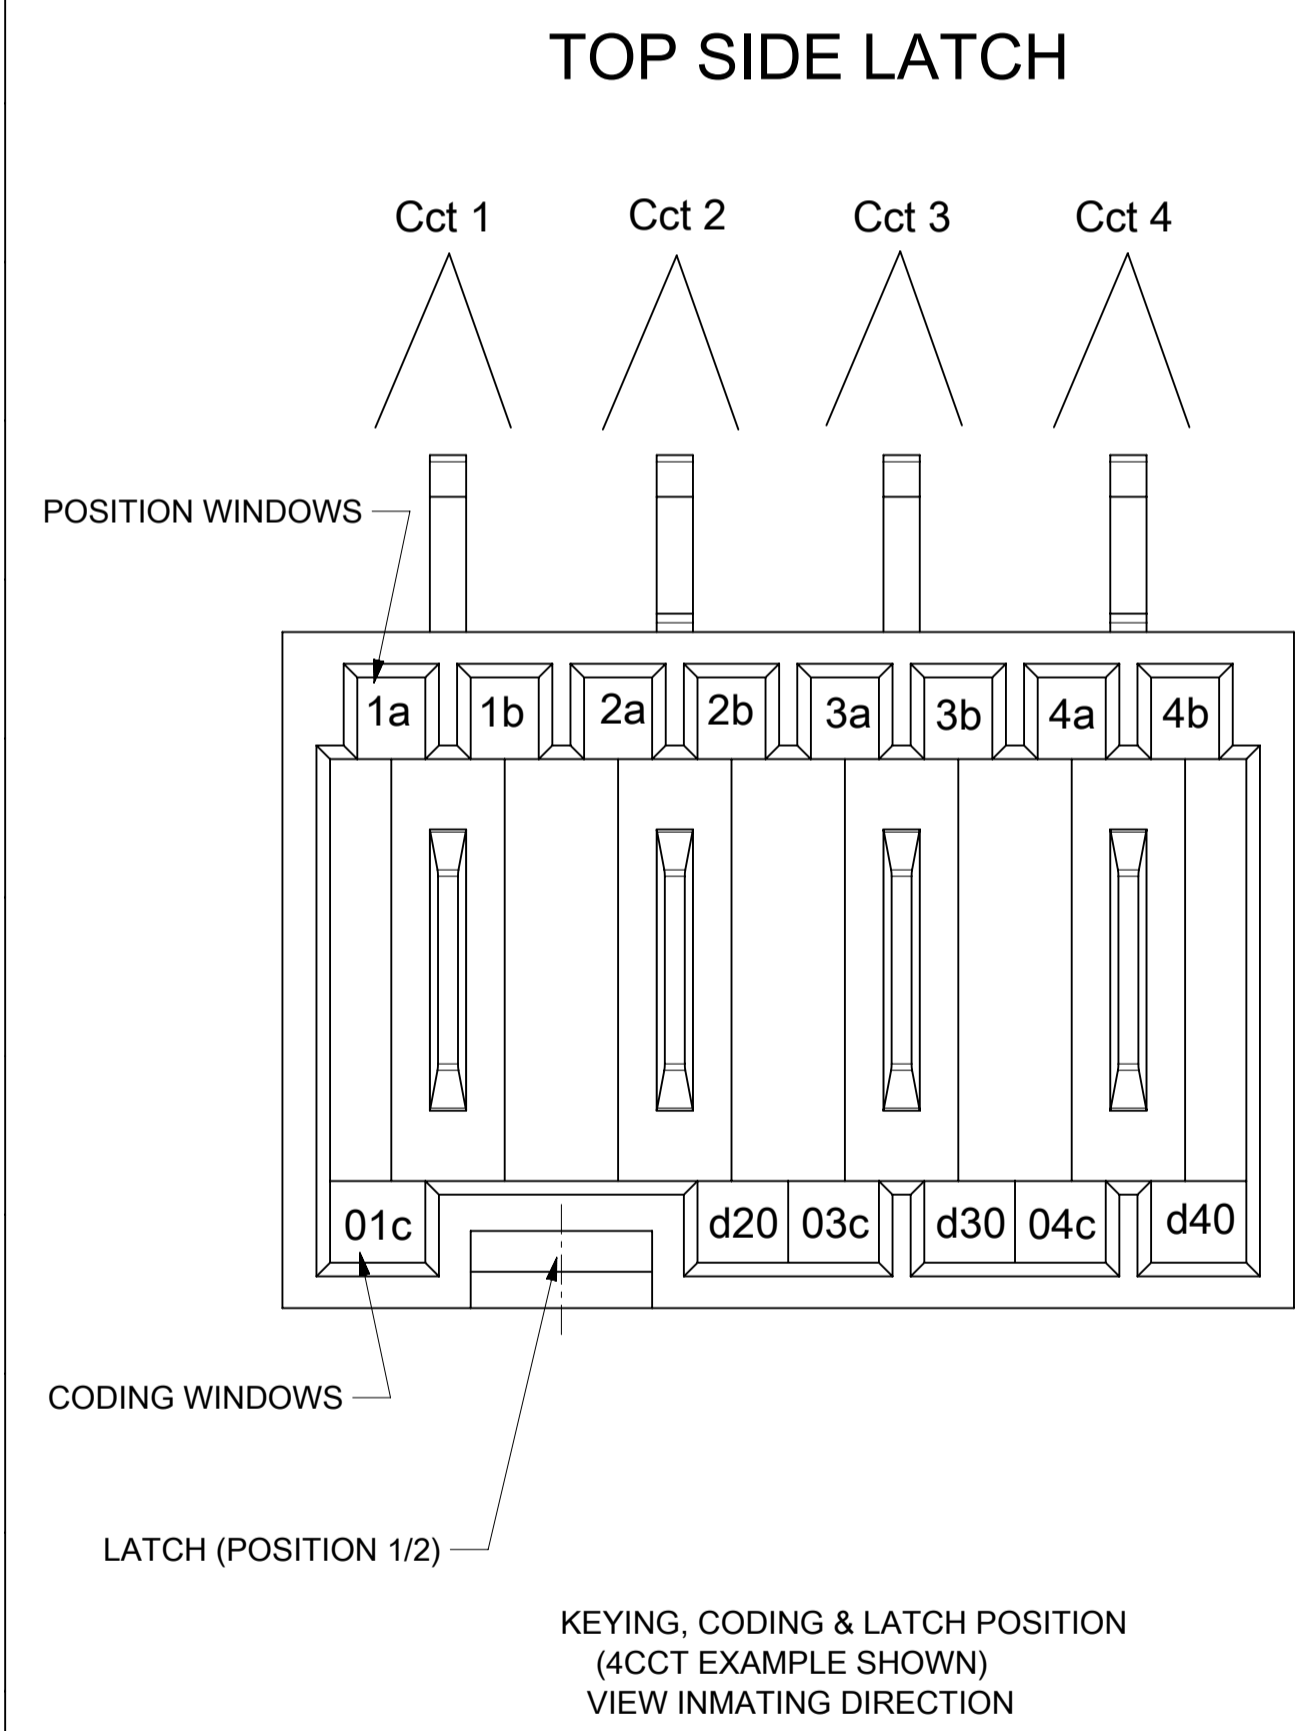 TOP SIDE LATCH
Cct 1 Cct 2 Cct 3 Cct 4
POSITION WINDOWS
1a 1b 2a 2b 3a 3b 4a 4b
01c d20 03c d30 04c d40
CODING WINDOWS
LATCH (POSITION 1/2)
KEYING, CODING & LATCH POSITION
(4CCT EXAMPLE SHOWN)
VIEW INMATING DIRECTION